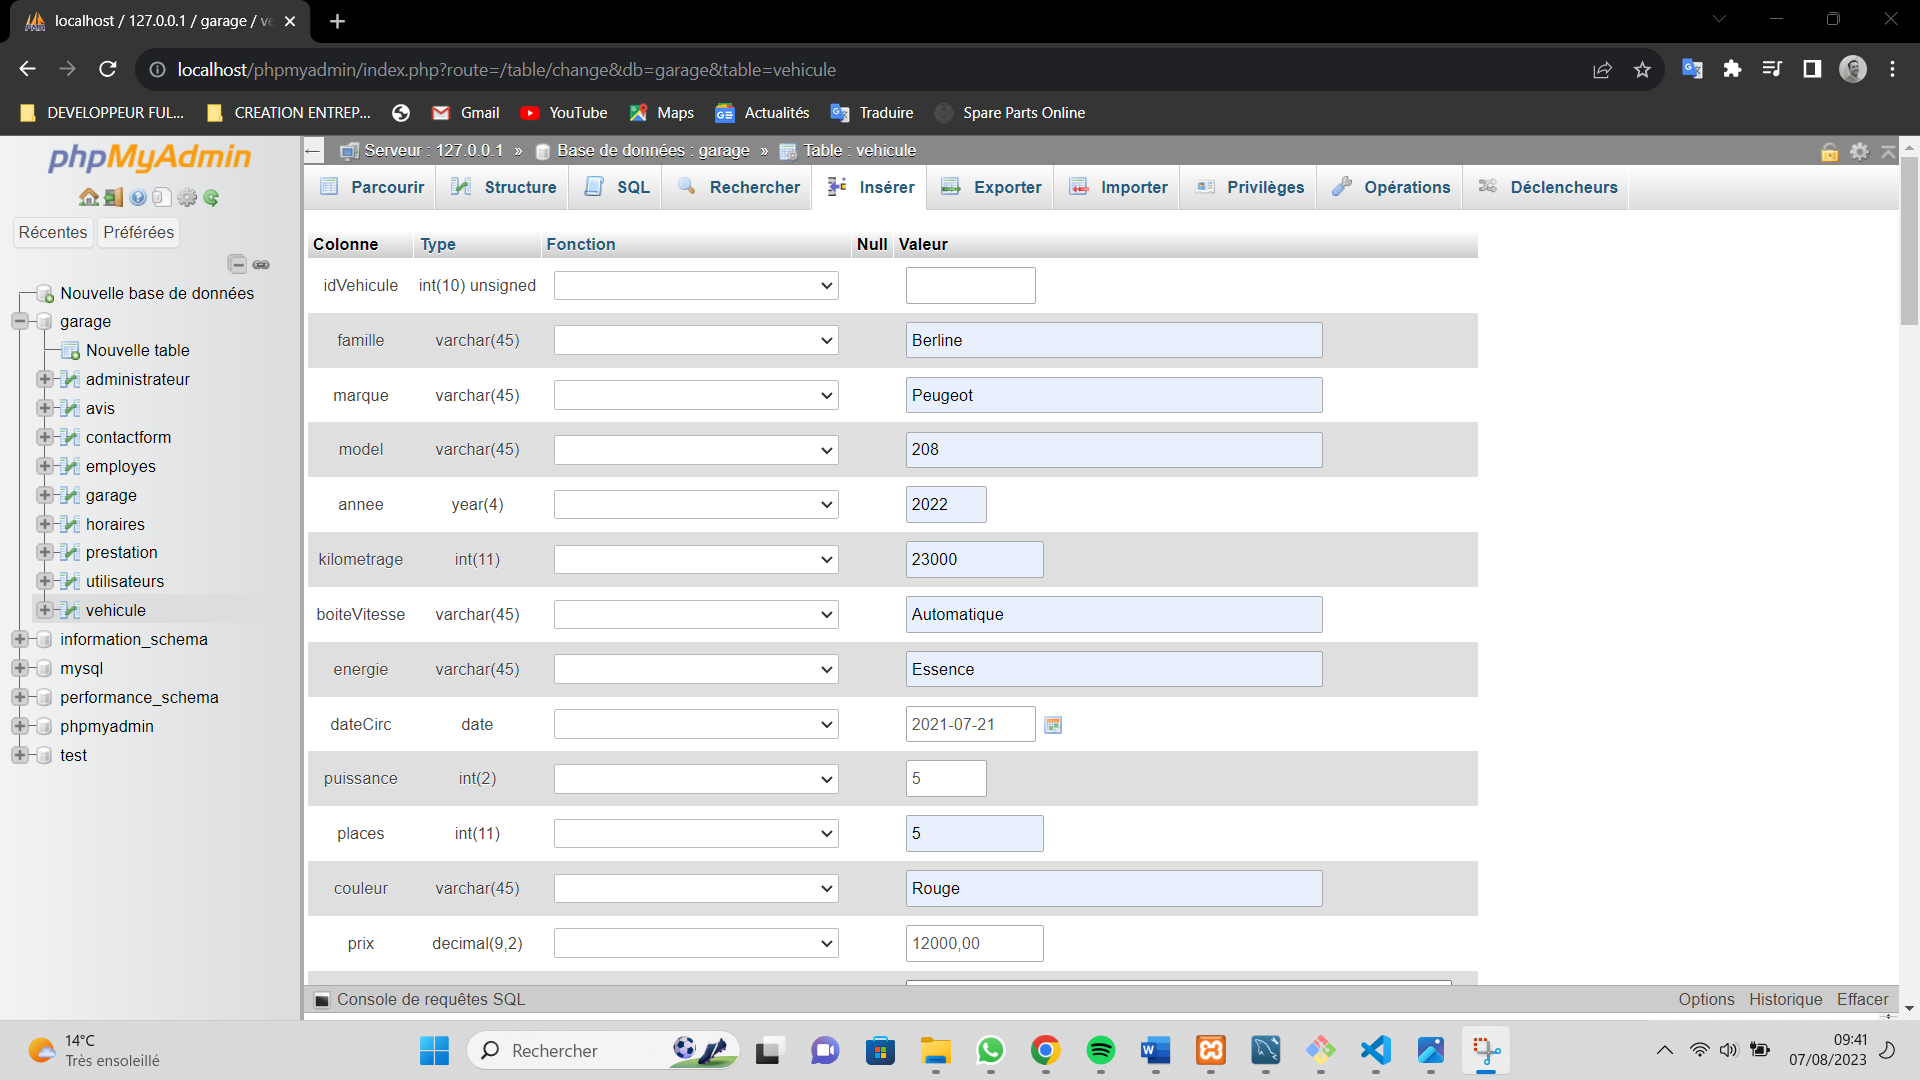 localhost / 127.0.0.1 / garage / ve
localhost/phpmyadmin/index.php?route=/table/change&db=garage&table=vehicule
DEVELOPPEUR FUL...
CREATION ENTREP...
Gmail
YouTube
Maps
Actualités
Traduire
Spare Parts Online
phpMyAdmin
Récentes
Préférées
Nouvelle base de données
garage
Nouvelle table
administrateur
avis
contactform
employes
garage
horaires
prestation
utilisateurs
vehicule
information_schema
mysql
performance_schema
phpmyadmin
test
Serveur : 127.0.0.1 » Base de données : garage » Table : vehicule
Parcourir
Structure
SQL
Rechercher
Insérer
Exporter
Importer
Privilèges
Opérations
Déclencheurs
Colonne Type Fonction Null Valeur
idVehicule int(10) unsigned
famille varchar(45) Berline
marque varchar(45) Peugeot
model varchar(45) 208
annee year(4) 2022
kilometrage int(11) 23000
boiteVitesse varchar(45) Automatique
energie varchar(45) Essence
dateCirc date 2021-07-21
puissance int(2) 5
places int(11) 5
couleur varchar(45) Rouge
prix decimal(9,2) 12000,00
Console de requêtes SQL
Options Historique Effacer
14°C
Très ensoleillé
Rechercher
09:41
07/08/2023